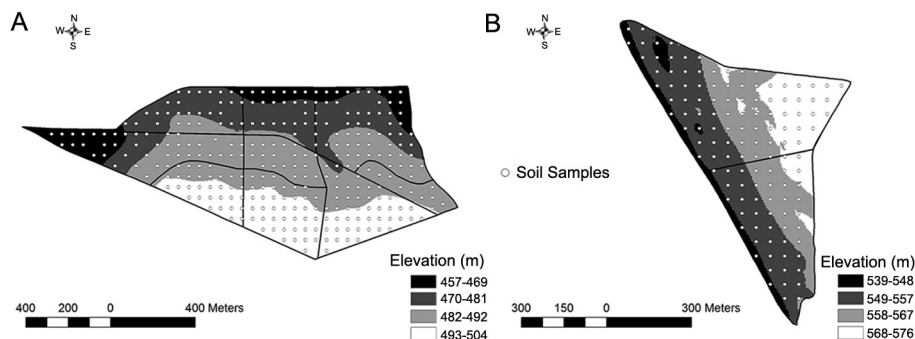 A
N
W E
S
Elevation (m)
457-469
470-481
482-492
493-504
400 200 0 400 Meters
B
N
W E
S
Soil Samples
Elevation (m)
539-548
549-557
558-567
568-576
300 150 0 300 Meters